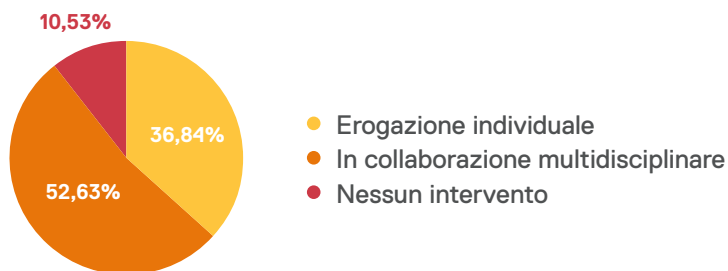 10,53%
36,84%
52,63%
Erogazione individuale
In collaborazione multidisciplinare
Nessun intervento